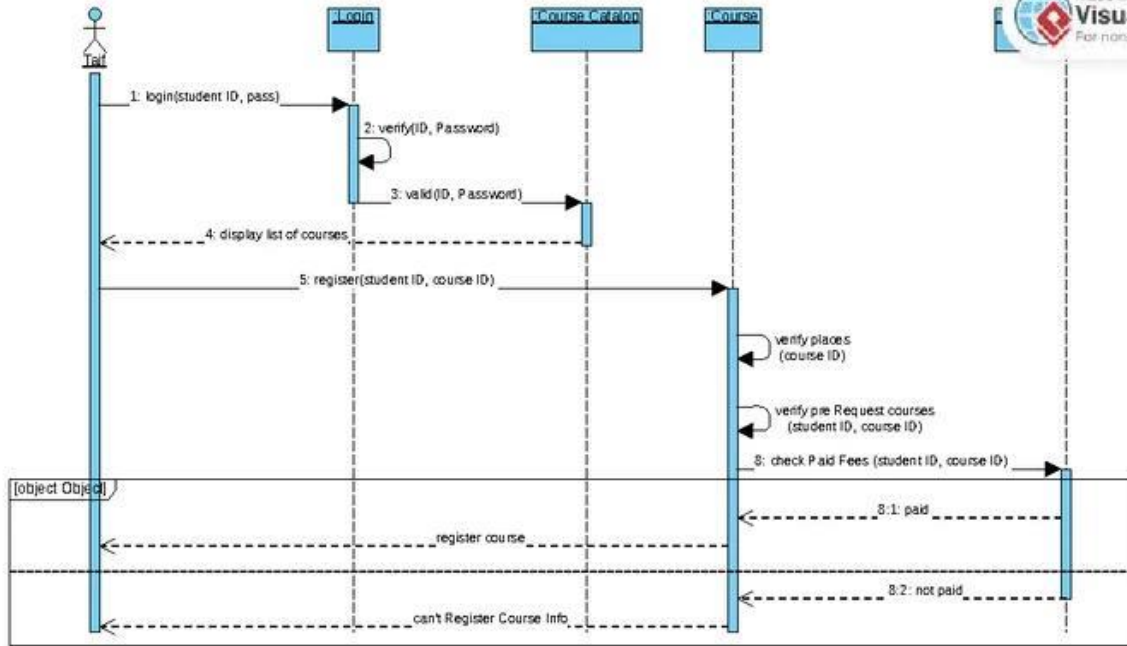 :Login
:Course Catalog
:Course
Visu
For non
Taif
1: login(student ID, pass)
2: verify(ID, Password)
3: valid(ID, Password)
4: display list of courses
5: register(student ID, course ID)
verify places
(course ID)
verify pre Request courses
(student ID, course ID)
8: check Paid Fees (student ID, course ID)
[object Object]
8:1: paid
register course
8:2: not paid
can't Register Course Info